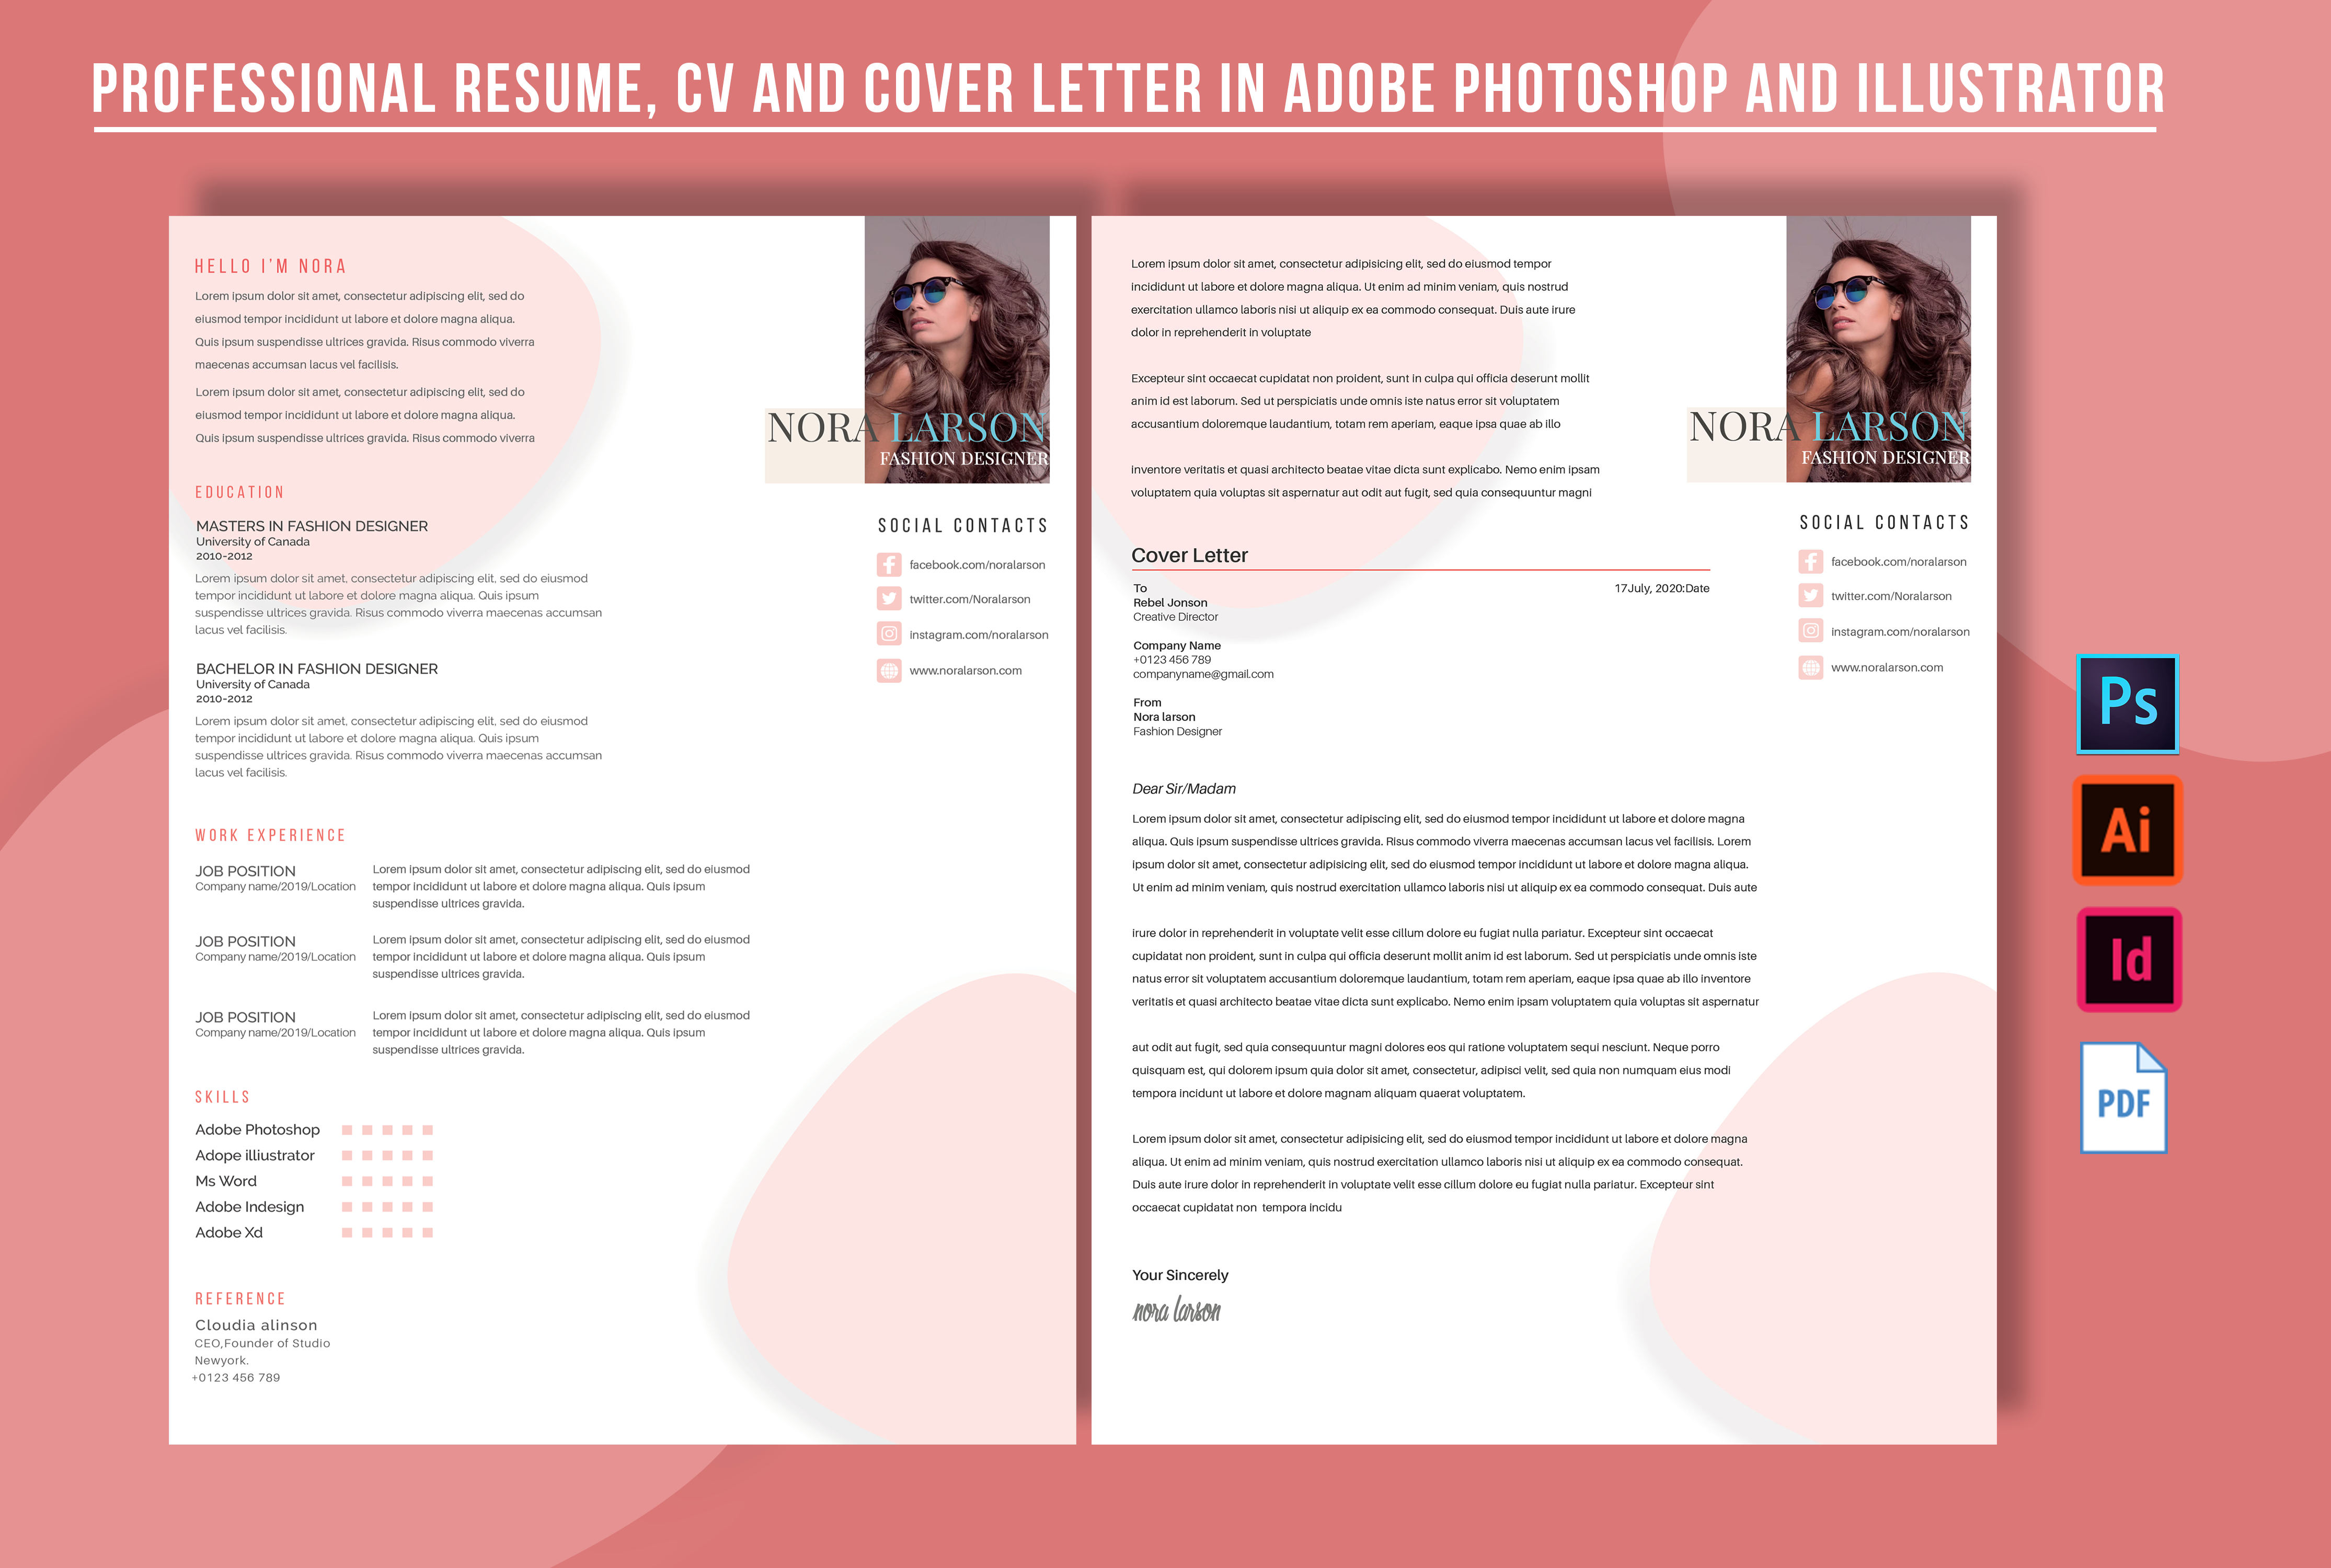 PROFESSIONAL RESUME, CV AND COVER LETTER IN ADOBE PHOTOSHOP AND ILLUSTRATOR
HELLO I'M NORA
Lorem ipsum dolor sit amet, consectetur adipiscing elit, sed do
eiusmod tempor incididunt ut labore et dolore magna aliqua.
Quis ipsum suspendisse ultrices gravida. Risus commodo viverra
maecenas accumsan lacus vel facilisis.
Lorem ipsum dolor sit amet, consectetur adipiscing elit, sed do
eiusmod tempor incididunt ut labore et dolore magna aliqua.
Quis ipsum suspendisse ultrices gravida. Risus commodo viverra
NORA LARSON
FASHION DESIGNER
EDUCATION
MASTERS IN FASHION DESIGNER
University of Canada
2010-2012
Lorem ipsum dolor sit amet, consectetur adipiscing elit, sed do eiusmod
tempor incididunt ut labore et dolore magna aliqua. Quis ipsum
suspendisse ultrices gravida. Risus commodo viverra maecenas accumsan
lacus vel facilisis.
BACHELOR IN FASHION DESIGNER
University of Canada
2010-2012
Lorem ipsum dolor sit amet, consectetur adipiscing elit, sed do eiusmod
tempor incididunt ut labore et dolore magna aliqua. Quis ipsum
suspendisse ultrices gravida. Risus commodo viverra maecenas accumsan
lacus vel facilisis.
SOCIAL CONTACTS
facebook.com/noralarson
twitter.com/Noralarson
instagram.com/noralarson
www.noralarson.com
WORK EXPERIENCE
JOB POSITION
Company name/2019/Location
Lorem ipsum dolor sit amet, consectetur adipiscing elit, sed do eiusmod
tempor incididunt ut labore et dolore magna aliqua. Quis ipsum
suspendisse ultrices gravida.
JOB POSITION
Company name/2019/Location
Lorem ipsum dolor sit amet, consectetur adipiscing elit, sed do eiusmod
tempor incididunt ut labore et dolore magna aliqua. Quis ipsum
suspendisse ultrices gravida.
JOB POSITION
Company name/2019/Location
Lorem ipsum dolor sit amet, consectetur adipiscing elit, sed do eiusmod
tempor incididunt ut labore et dolore magna aliqua. Quis ipsum
suspendisse ultrices gravida.
SKILLS
Adobe Photoshop
Adope illiustrator
Ms Word
Adobe Indesign
Adobe Xd
REFERENCE
Cloudia alinson
CEO,Founder of Studio
Newyork.
+0123 456 789
Lorem ipsum dolor sit amet, consectetur adipisicing elit, sed do eiusmod tempor
incididunt ut labore et dolore magna aliqua. Ut enim ad minim veniam, quis nostrud
exercitation ullamco laboris nisi ut aliquip ex ea commodo consequat. Duis aute irure
dolor in reprehenderit in voluptate
Excepteur sint occaecat cupidatat non proident, sunt in culpa qui officia deserunt mollit
anim id est laborum. Sed ut perspiciatis unde omnis iste natus error sit voluptatem
accusantium doloremque laudantium, totam rem aperiam, eaque ipsa quae ab illo
inventore veritatis et quasi architecto beatae vitae dicta sunt explicabo. Nemo enim ipsam
voluptatem quia voluptas sit aspernatur aut odit aut fugit, sed quia consequuntur magni
NORA LARSON
FASHION DESIGNER
SOCIAL CONTACTS
facebook.com/noralarson
twitter.com/Noralarson
instagram.com/noralarson
www.noralarson.com
Cover Letter
To
17July, 2020:Date
Rebel Jonson
Creative Director
Company Name
+0123 456 789
companyname@gmail.com
From
Nora larson
Fashion Designer
Dear Sir/Madam
Lorem ipsum dolor sit amet, consectetur adipiscing elit, sed do eiusmod tempor incididunt ut labore et dolore magna
aliqua. Quis ipsum suspendisse ultrices gravida. Risus commodo viverra maecenas accumsan lacus vel facilisis. Lorem
ipsum dolor sit amet, consectetur adipisicing elit, sed do eiusmod tempor incididunt ut labore et dolore magna aliqua.
Ut enim ad minim veniam, quis nostrud exercitation ullamco laboris nisi ut aliquip ex ea commodo consequat. Duis aute
irure dolor in reprehenderit in voluptate velit esse cillum dolore eu fugiat nulla pariatur. Excepteur sint occaecat
cupidatat non proident, sunt in culpa qui officia deserunt mollit anim id est laborum. Sed ut perspiciatis unde omnis iste
natus error sit voluptatem accusantium doloremque laudantium, totam rem aperiam, eaque ipsa quae ab illo inventore
veritatis et quasi architecto beatae vitae dicta sunt explicabo. Nemo enim ipsam voluptatem quia voluptas sit aspernatur
aut odit aut fugit, sed quia consequuntur magni dolores eos qui ratione voluptatem sequi nesciunt. Neque porro
quisquam est, qui dolorem ipsum quia dolor sit amet, consectetur, adipisci velit, sed quia non numquam eius modi
tempora incidunt ut labore et dolore magnam aliquam quaerat voluptatem.
Lorem ipsum dolor sit amet, consectetur adipisicing elit, sed do eiusmod tempor incididunt ut labore et dolore magna
aliqua. Ut enim ad minim veniam, quis nostrud exercitation ullamco laboris nisi ut aliquip ex ea commodo consequat.
Duis aute irure dolor in reprehenderit in voluptate velit esse cillum dolore eu fugiat nulla pariatur. Excepteur sint
occaecat cupidatat non tempora incidu
Your Sincerely
nora larson
Ps
Ai
Id
PDF